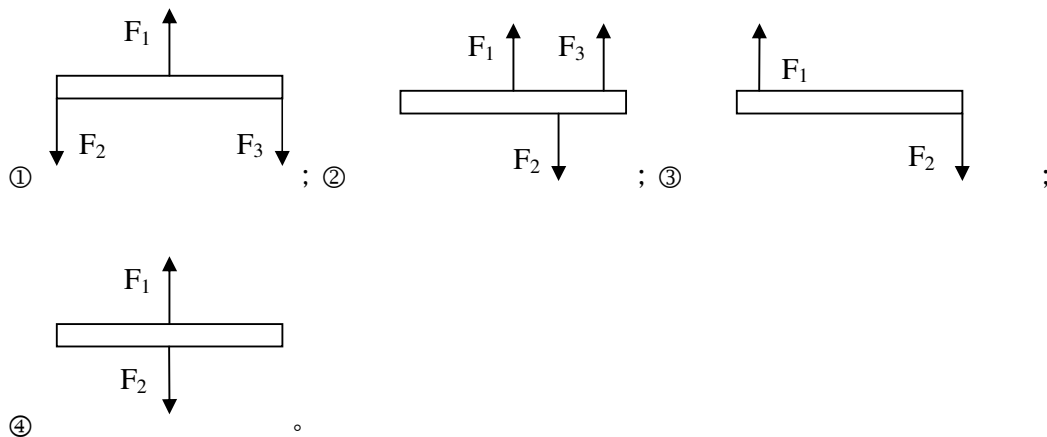 F₁ F₁ F₃ F₁
① F₂ F₃ ；② F₂ ；③ F₂ ；
F₁
④ F₂ 。